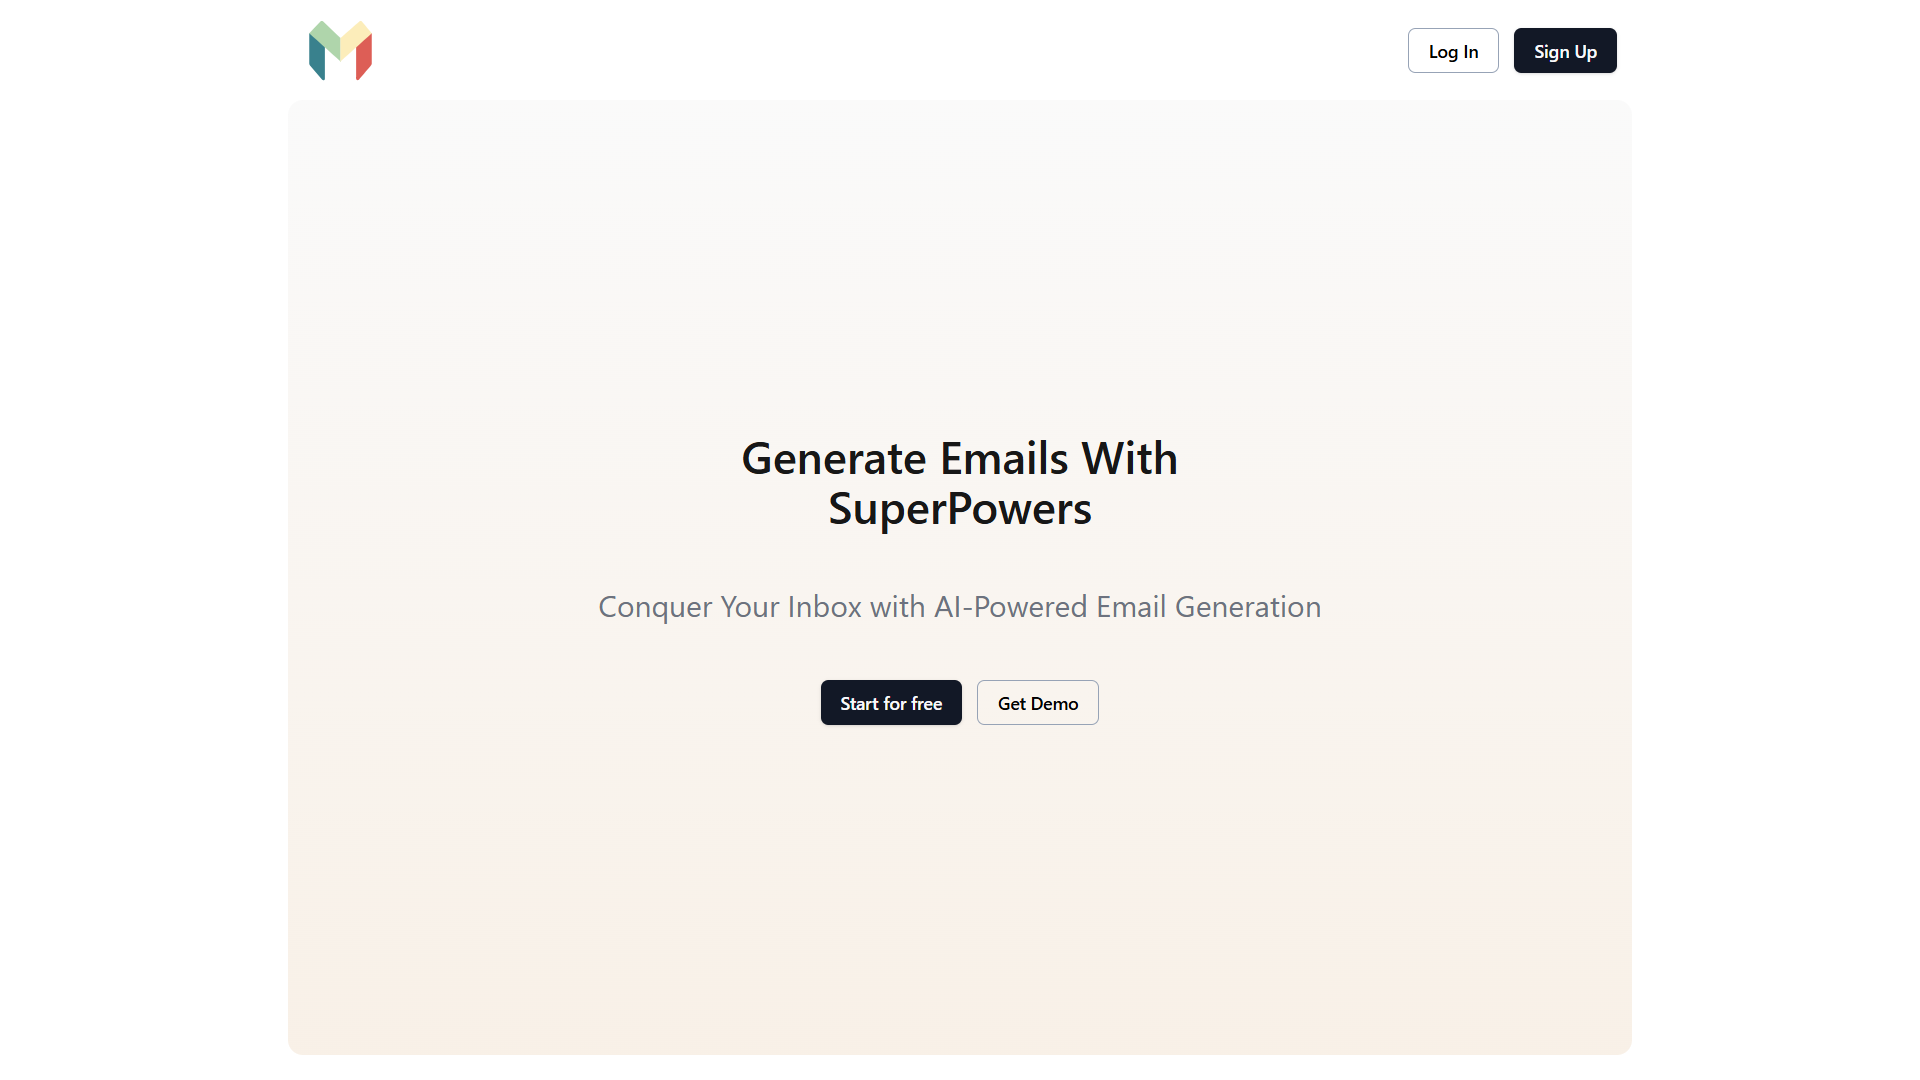 Log In
Sign Up
Generate Emails With
SuperPowers
Conquer Your Inbox with AI-Powered Email Generation
Start for free
Get Demo